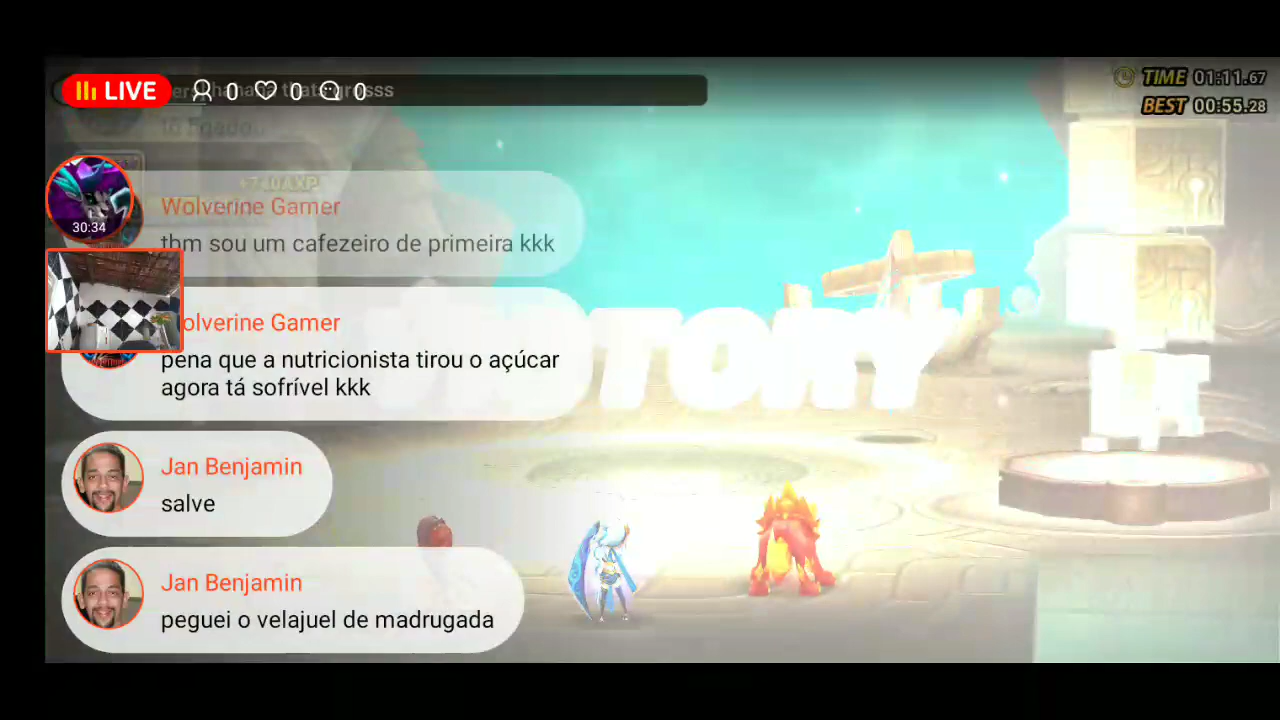 LIVE 0 0 0
thats grosss
TIME 01:11.67
BEST 00:55.28
Wolverine Gamer
30:34
tbm sou um cafezeiro de primeira kkk
olverine Gamer
pena que a nutricionista tirou o açúcar
agora tá sofrível kkk
Jan Benjamin
salve
Jan Benjamin
peguei o velajuel de madrugada